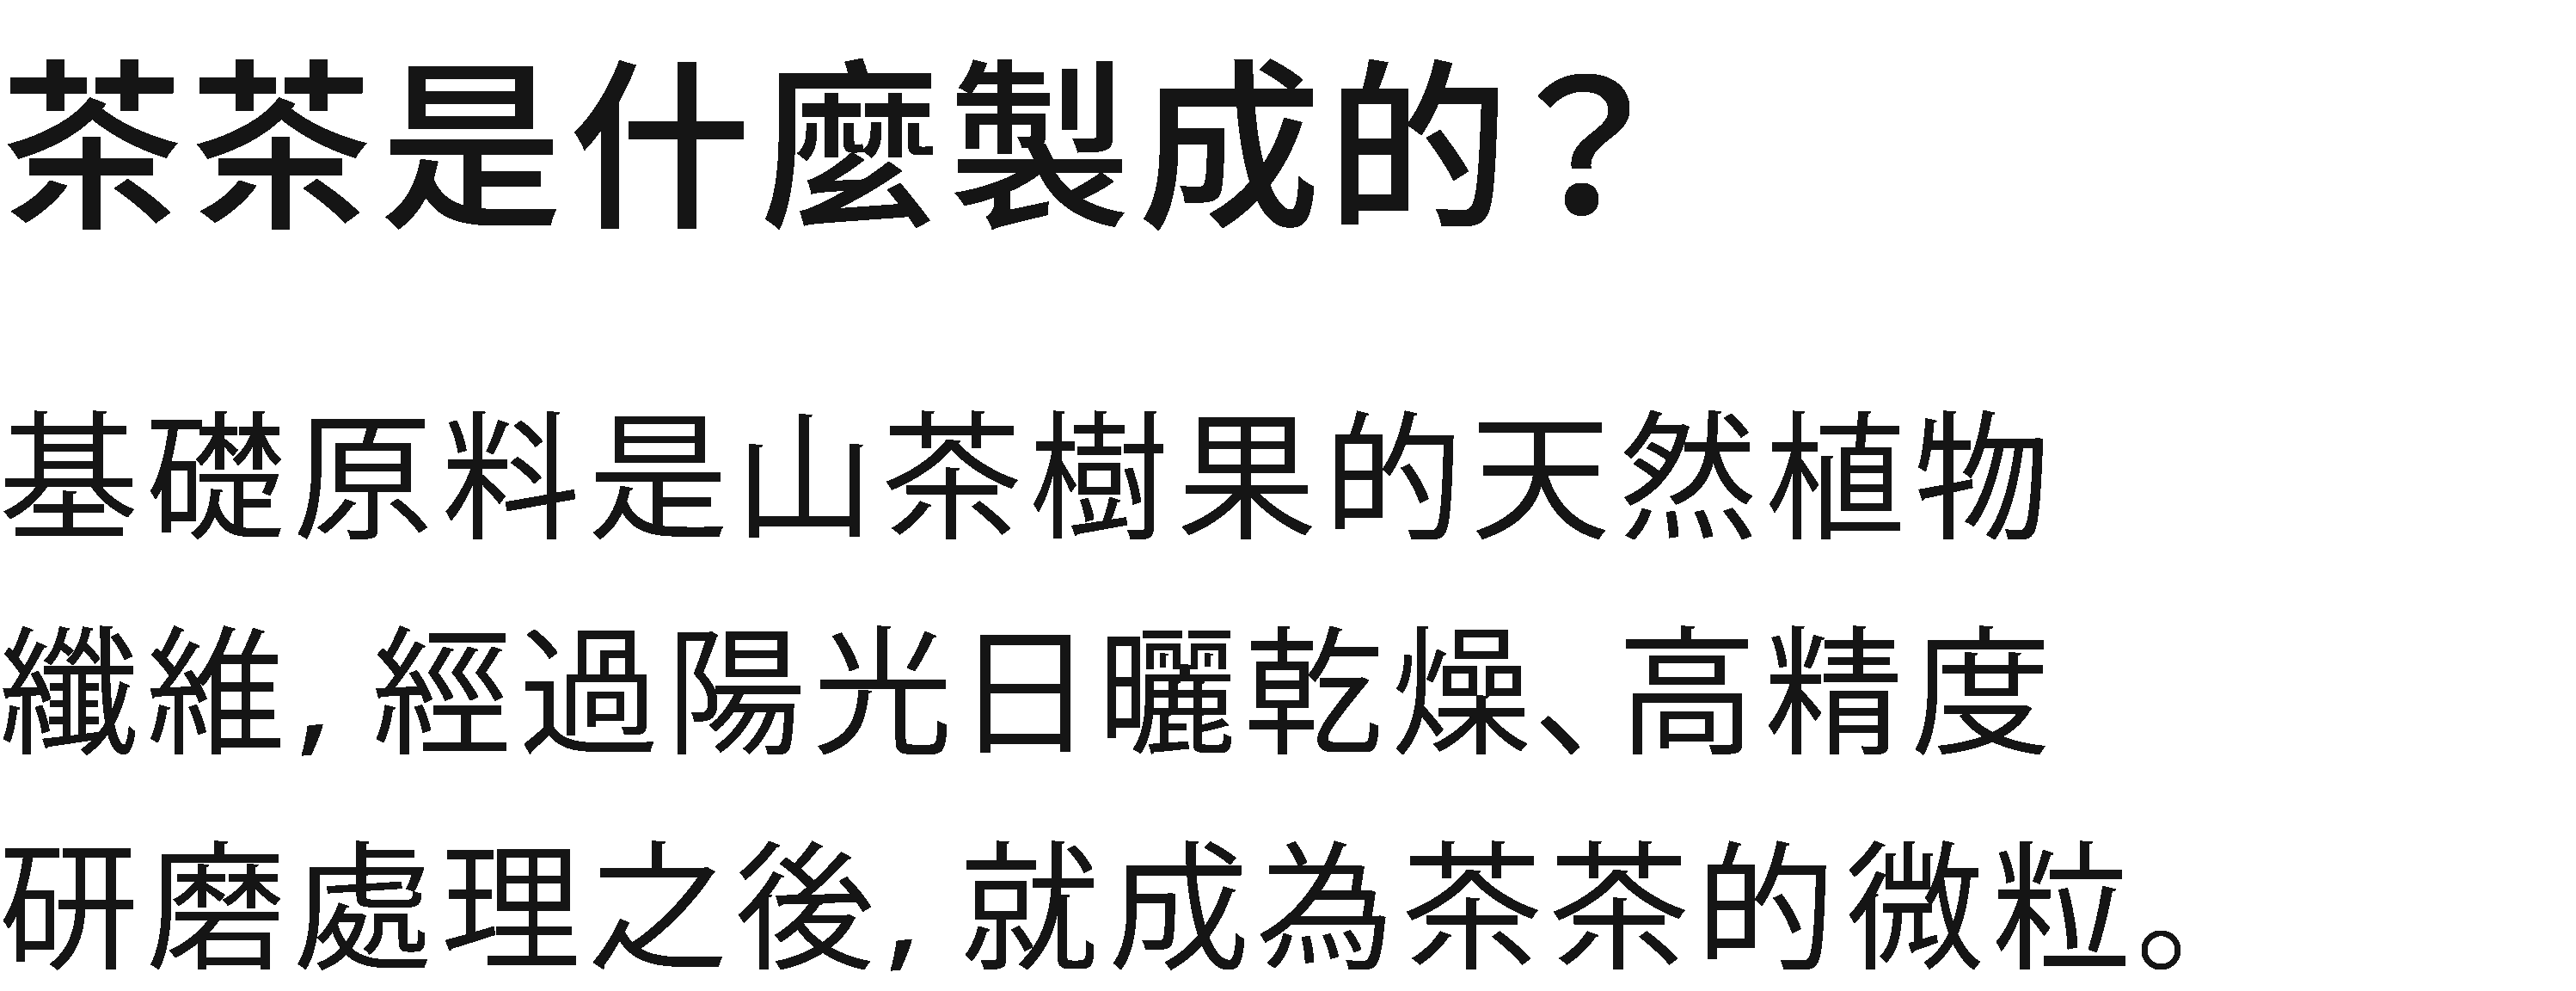 茶茶是什麼製成的？
基礎原料是山茶樹果的天然植物
纖維，經過陽光日曬乾燥、高精度
研磨處理之後，就成為茶茶的微粒。